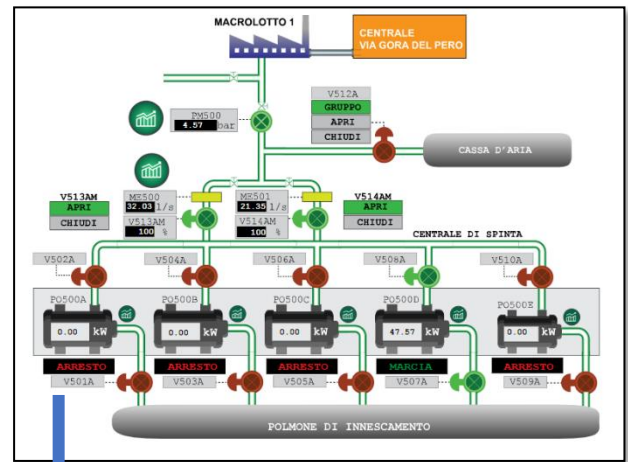 MACROLOTTO 1
CENTRALE
VIA GORA DEL PERO
PM500
4.57 bar
V512A
GRUPPO
APRI
CHIUDI
CASSA D'ARIA
V513AM
APRI
CHIUDI
ME500
32.03 l/s
V513AM
100 %
ME501
21.35 l/s
V514AM
100 %
V514AM
APRI
CHIUDI
CENTRALE DI SPINTA
V502A
V504A
V506A
V508A
V510A
PO500A
PO500B
PO500C
PO500D
PO500E
0.00 kW
0.00 kW
0.00 kW
47.57 kW
0.00 kW
ARRESTO
ARRESTO
ARRESTO
MARCIA
ARRESTO
V501A
V503A
V505A
V507A
V509A
POLMONE DI INNESCAMENTO